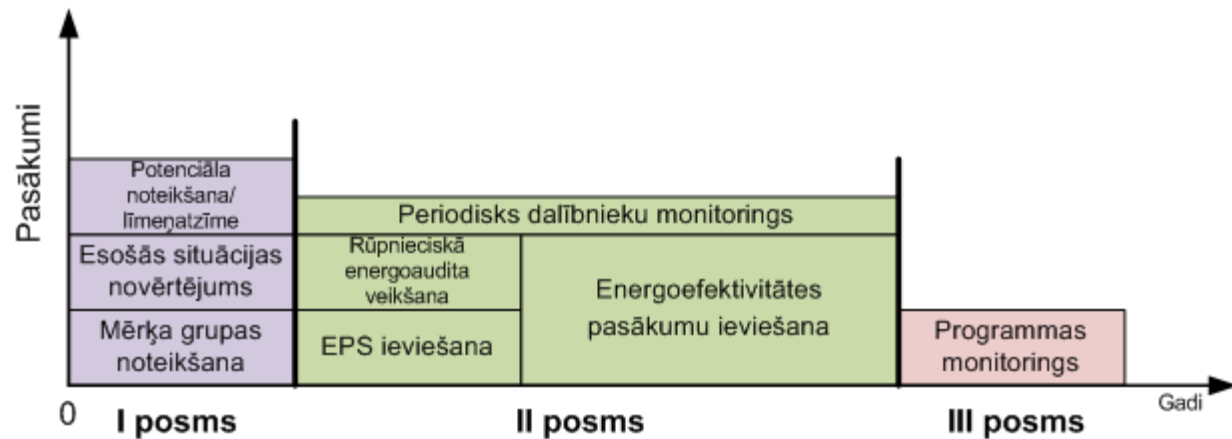 Pasākumi
Potenciāla
noteikšana/
līmeņatzīme
Esošās situācijas
novērtējums
Mērķa grupas
noteikšana
Periodisks dalībnieku monitorings
Rūpnieciskā
energoaudita
veikšana
EPS ieviešana
Energoefektivitātes
pasākumu ieviešana
Programmas
monitorings
0
I posms
II posms
III posms
Gadi